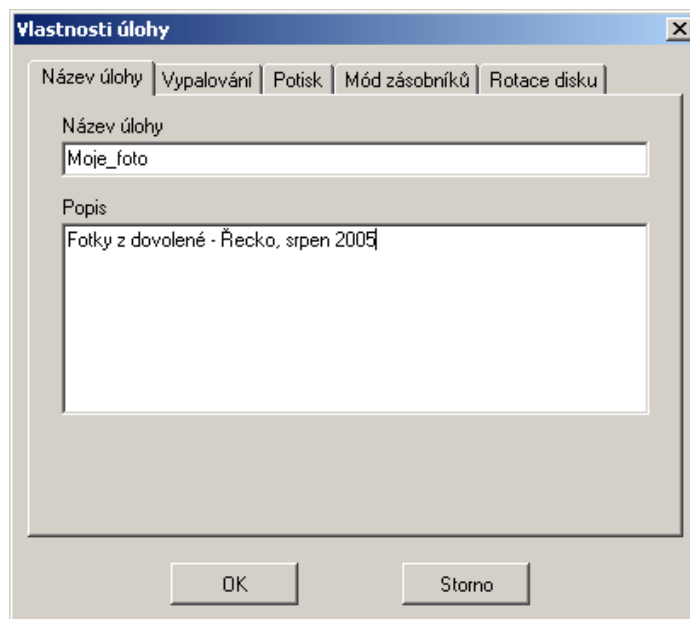 Vlastnosti úlohy
Název úlohy Vypalování Potisk Mód zásobníků Rotace disku
Název úlohy
Moje_foto
Popis
Fotky z dovolené - Řecko, srpen 2005
OK Storno